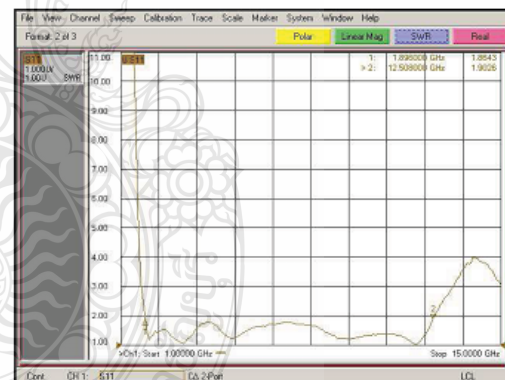 File View Channel Sweep Calibration Trace Scale Marker System Window Help
Format: 2 of 3 Polar Linear Mag SWR Real
S11
1.000U/
1.00U SWR
11.00
10.00
9.00
8.00
7.00
6.00
5.00
4.00
3.00
2.00
1.00
S11
1: 1.898000 GHz 1.8643
> 2: 12.508000 GHz 1.9026
1
2
>Ch1: Start 1.00000 GHz
Stop 15.0000 GHz
Cont. CH 1: S11 CΔ 2-Port LCL